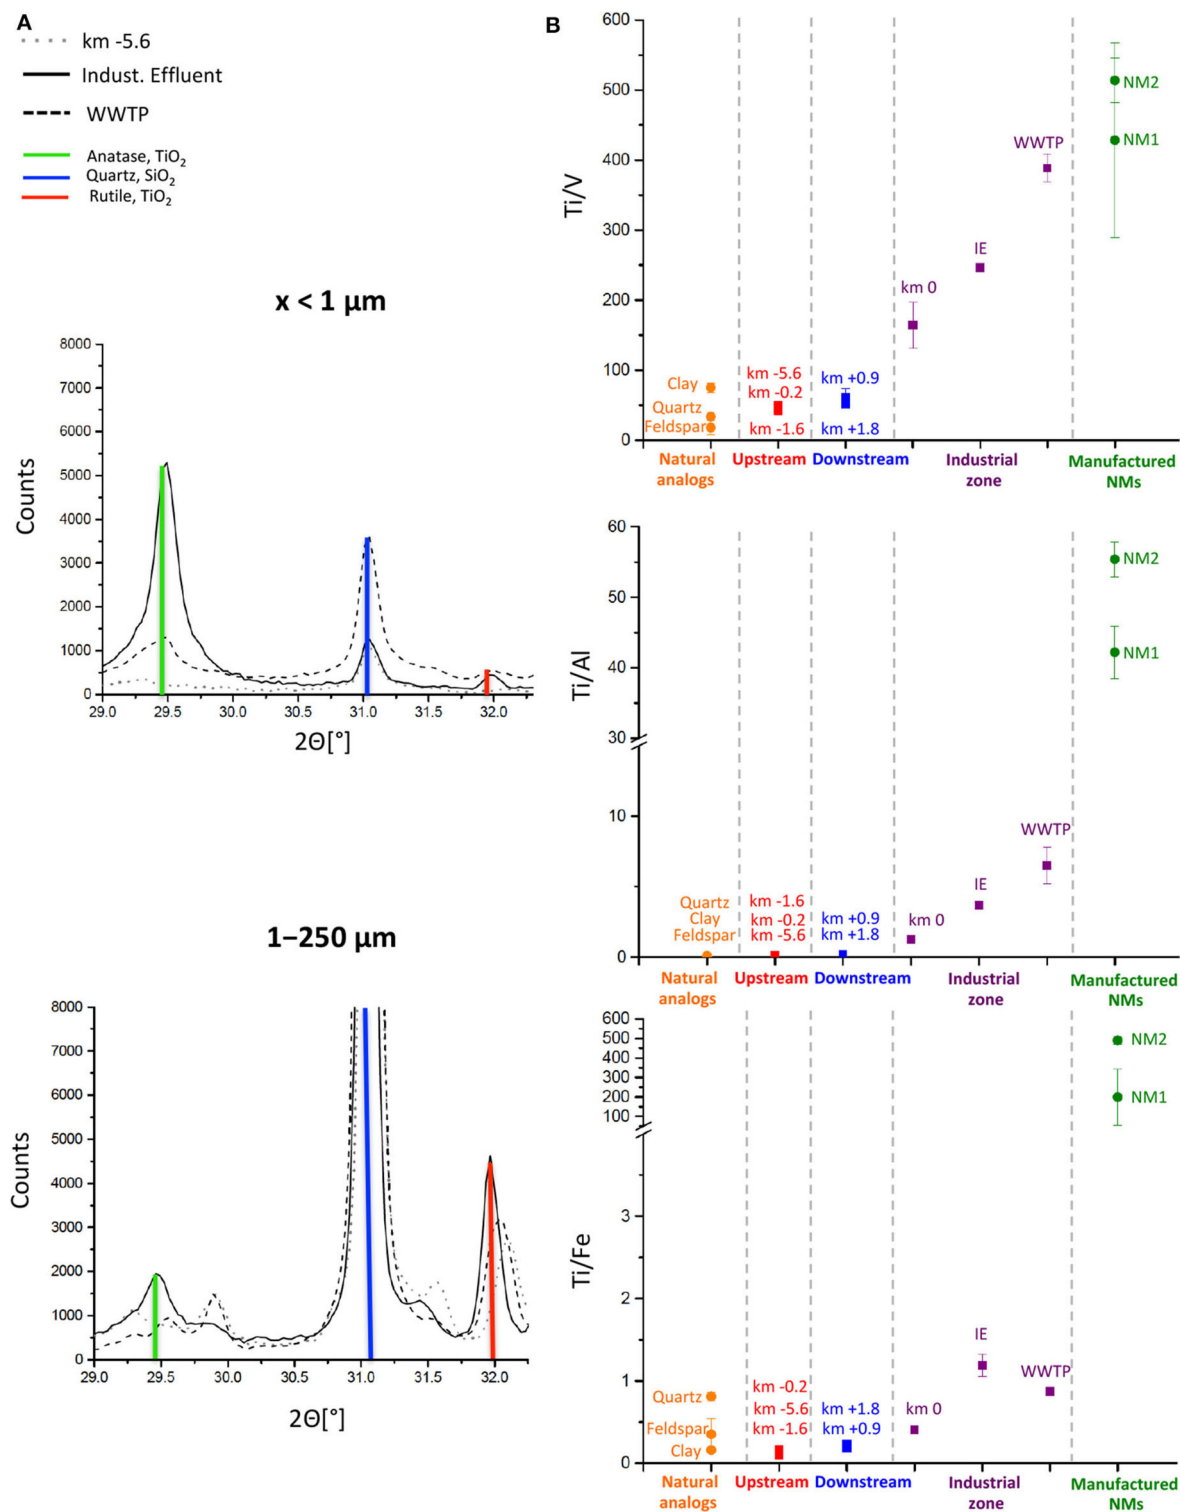 A
km -5.6
Indust. Effluent
WWTP
Anatase, TiO₂
Quartz, SiO₂
Rutile, TiO₂
x < 1 µm
8000
7000
6000
5000
4000
3000
2000
1000
0
Counts
29.0 29.5 30.0 30.5 31.0 31.5 32.0
2Θ[°]
1–250 µm
8000
7000
6000
5000
4000
3000
2000
1000
0
Counts
29.0 29.5 30.0 30.5 31.0 31.5 32.0
2Θ[°]
B
600
500
400
300
200
100
0
Ti/V
Clay
Quartz
Feldspar
km -5.6
km -0.2
km -1.6
km +0.9
km +1.8
km 0
IE
WWTP
NM2
NM1
Natural analogs
Upstream
Downstream
Industrial zone
Manufactured NMs
60
50
40
30
10
0
Ti/Al
Quartz
Clay
Feldspar
km -1.6
km -0.2
km -5.6
km +0.9
km +1.8
km 0
IE
WWTP
NM2
NM1
Natural analogs
Upstream
Downstream
Industrial zone
Manufactured NMs
600
500
400
300
200
100
3
2
1
0
Ti/Fe
Quartz
Feldspar
Clay
km -0.2
km -5.6
km -1.6
km +1.8
km +0.9
km 0
IE
WWTP
NM2
NM1
Natural analogs
Upstream
Downstream
Industrial zone
Manufactured NMs